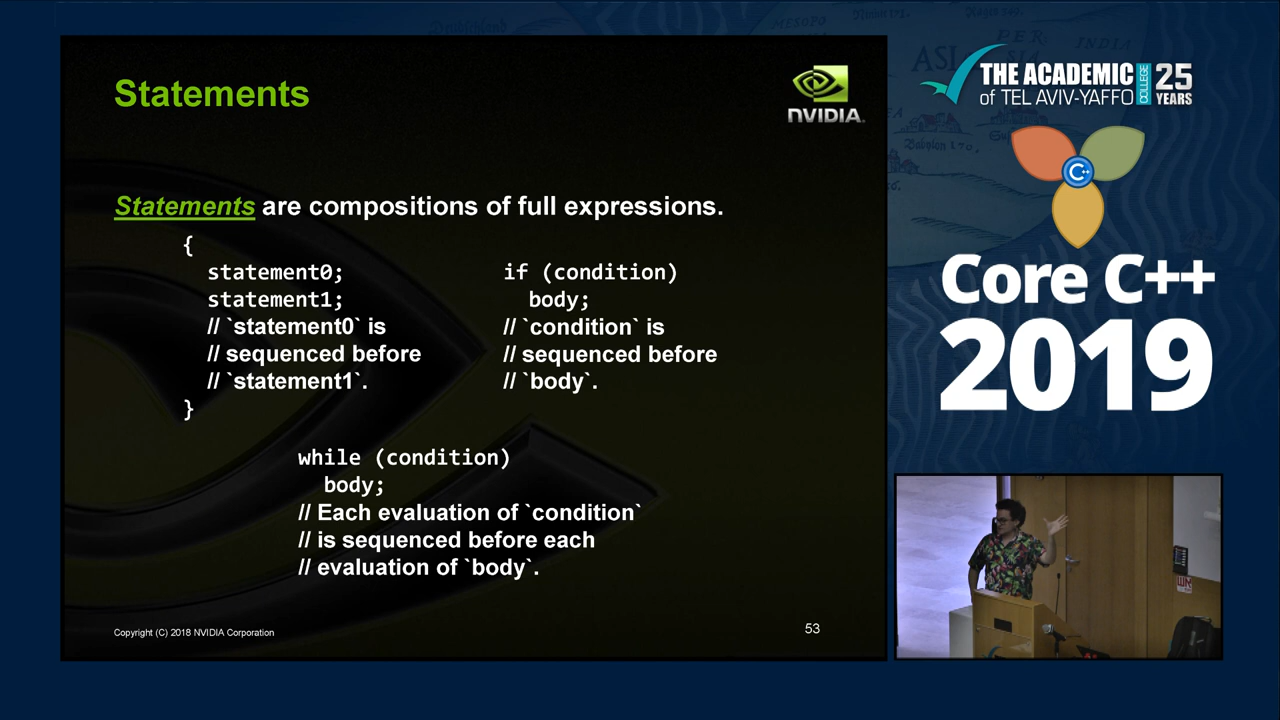 Statements
NVIDIA.
Statements are compositions of full expressions.
{
statement0;
statement1;
// `statement0` is
// sequenced before
// `statement1`.
}
if (condition)
body;
// `condition` is
// sequenced before
// `body`.
while (condition)
body;
// Each evaluation of `condition`
// is sequenced before each
// evaluation of `body`.
Copyright (C) 2018 NVIDIA Corporation
53
THE ACADEMIC
of TEL AVIV-YAFFO
COLLEGE
25
YEARS
C++
Core C++
2019